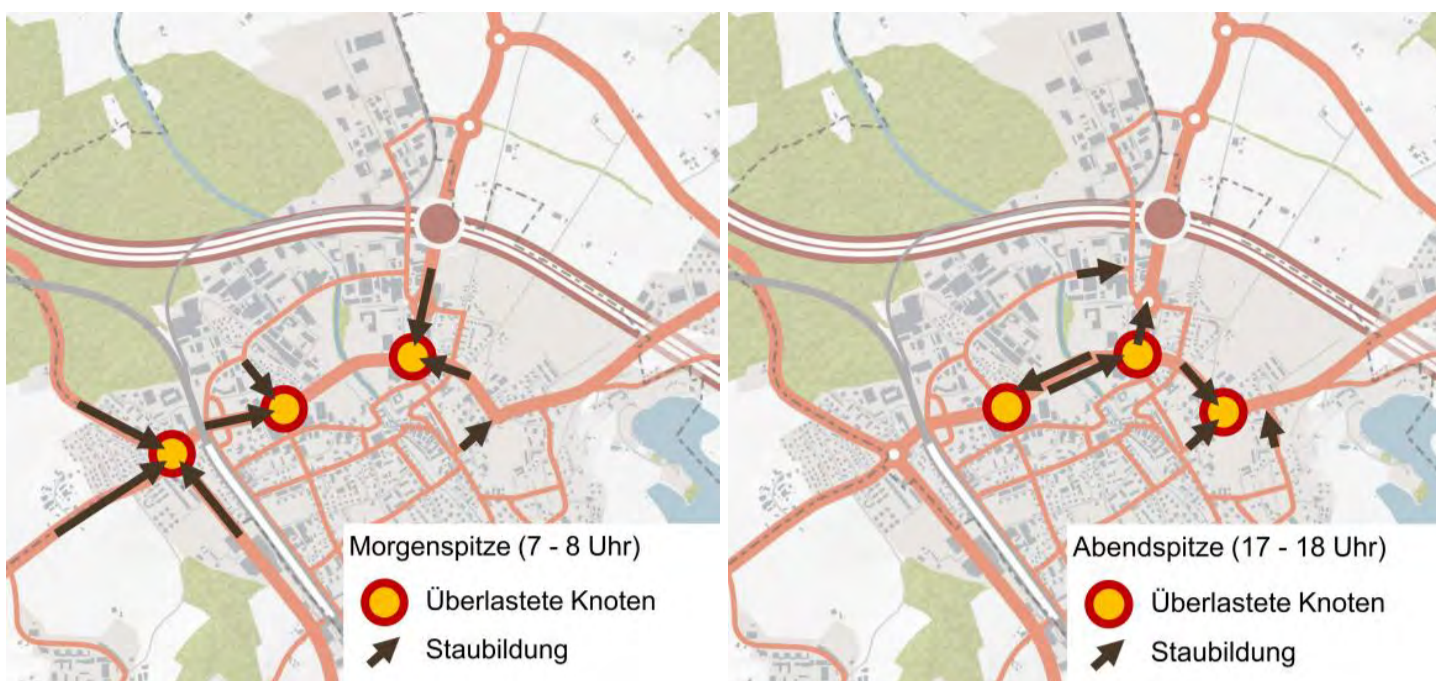 Morgenspitze (7 - 8 Uhr)
Überlastete Knoten
Staubildung
Abendspitze (17 - 18 Uhr)
Überlastete Knoten
Staubildung